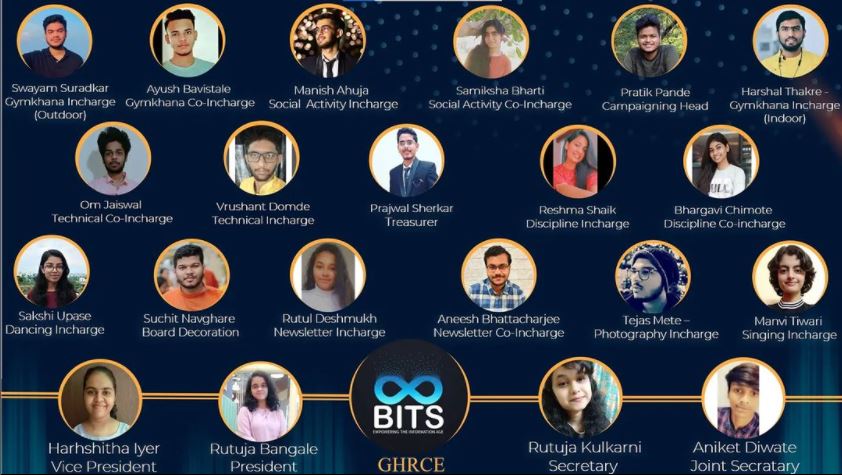 Swayam Suradkar
Gymkhana Incharge
(Outdoor)
Ayush Bavistale
Gymkhana Co-Incharge
Manish Ahuja
Social Activity Incharge
Samiksha Bharti
Social Activity Co-Incharge
Pratik Pande
Campaigning Head
Harshal Thakre -
Gymkhana Incharge
(Indoor)
Om Jaiswal
Technical Co-Incharge
Vrushant Domde
Technical Incharge
Prajwal Sherkar
Treasurer
Reshma Shaik
Discipline Incharge
Bhargavi Chimote
Discipline Co-incharge
Sakshi Upase
Dancing Incharge
Suchit Navghare
Board Decoration
Rutul Deshmukh
Newsletter Incharge
Aneesh Bhattacharjee
Newsletter Co-Incharge
Tejas Mete –
Photography Incharge
Manvi Tiwari
Singing Incharge
Harhshitha Iyer
Vice President
Rutuja Bangale
President
BITS
EMPOWERING THE INFORMATION AGE
GHRCE
Rutuja Kulkarni
Secretary
Aniket Diwate
Joint Secratary